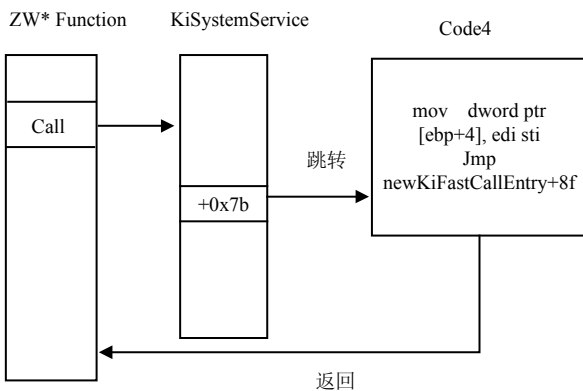 ZW* Function
KiSystemService
Code4
Call
mov dword ptr
[ebp+4], edi sti
Jmp
newKiFastCallEntry+8f
跳转
+0x7b
返回